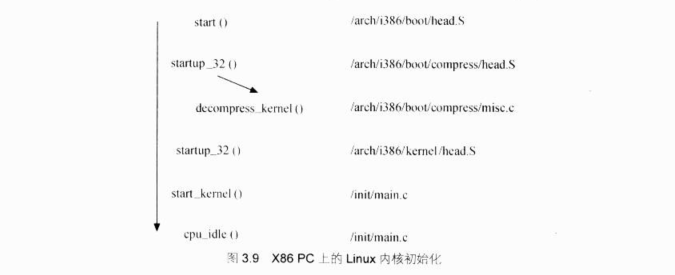 start () /arch/i386/boot/head.S
startup_32 () /arch/i386/boot/compress/head.S
decompress_kernel () /arch/i386/boot/compress/misc.c
startup_32 () /arch/i386/kernel/head.S
start_kernel () /init/main.c
cpu_idle () /init/main.c
图 3.9 X86 PC 上的 Linux 内核初始化